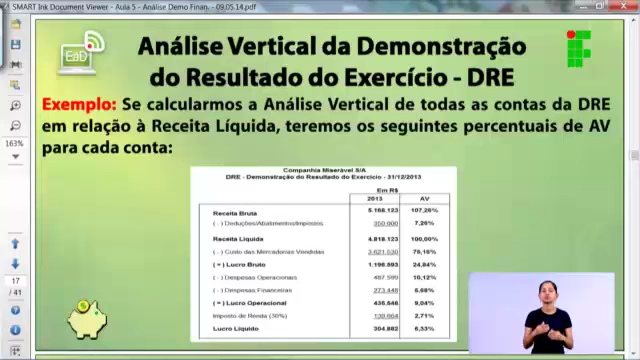 SMART Ink Document Viewer - Aula 5 - Análise Demo Finan. - 09.05.14.pdf
EaD
Análise Vertical da Demonstração
do Resultado do Exercício - DRE
Exemplo: Se calcularmos a Análise Vertical de todas as contas da DRE
em relação à Receita Líquida, teremos os seguintes percentuais de AV
para cada conta:
163%
Companhia Miserável S/A
DRE - Demonstração do Resultado do Exercício - 31/12/2013
Em R$
2013 AV
Receita Bruta 5.168.123 107,26%
( - ) Deduções/Abatimentos/Impostos 350.000 7,26%
Receita Líquida 4.818.123 100,00%
( - ) Custo das Mercadorias Vendidas 3.621.530 75,16%
( = ) Lucro Bruto 1.196.593 24,84%
( - ) Despesas Operacionais 487.599 10,12%
( - ) Despesas Financeiras 273.448 5,68%
( = ) Lucro Operacional 435.546 9,04%
Imposto de Renda (30%) 130.664 2,71%
Lucro Líquido 304.882 6,33%
17
/ 41